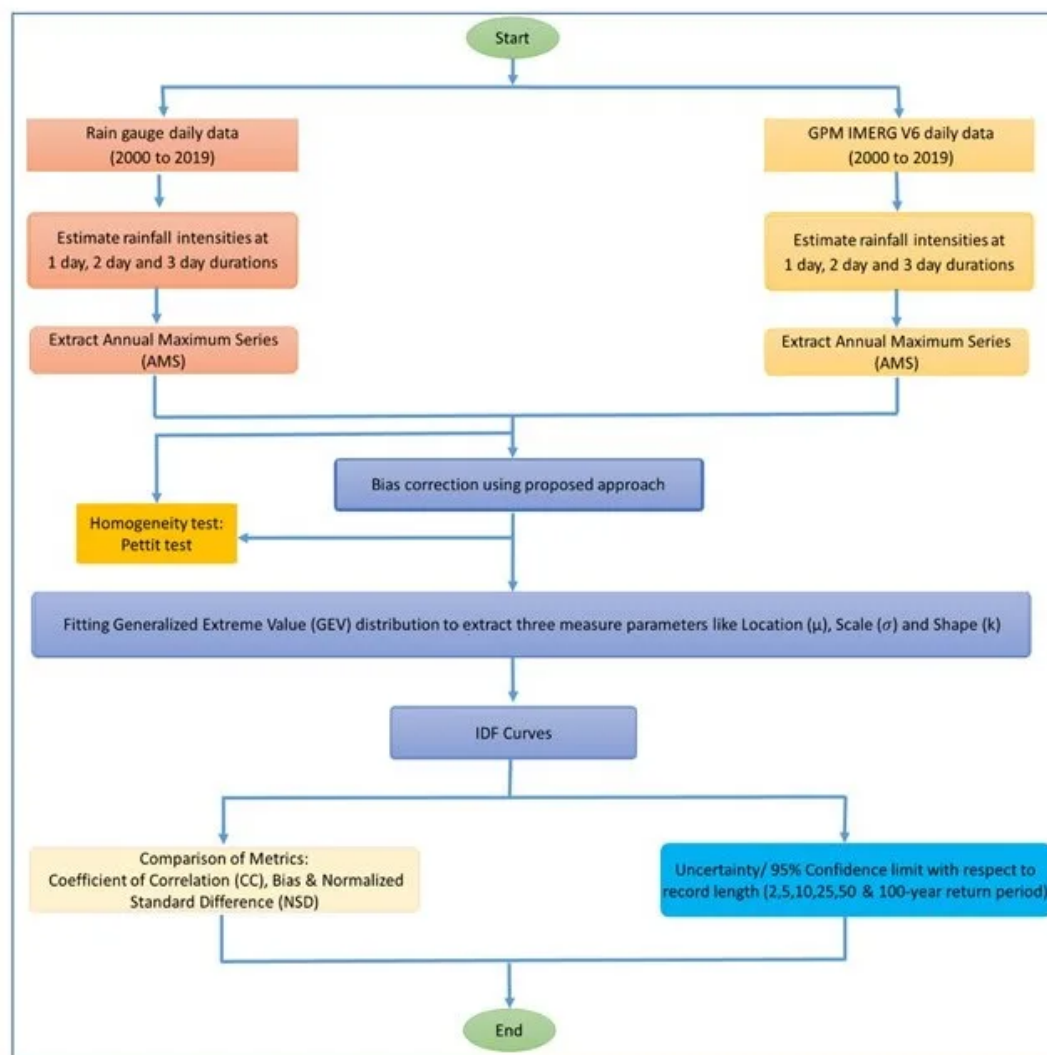 Start
Rain gauge daily data
(2000 to 2019)
GPM IMERG V6 daily data
(2000 to 2019)
Estimate rainfall intensities at
1 day, 2 day and 3 day durations
Estimate rainfall intensities at
1 day, 2 day and 3 day durations
Extract Annual Maximum Series
(AMS)
Extract Annual Maximum Series
(AMS)
Bias correction using proposed approach
Homogeneity test:
Pettit test
Fitting Generalized Extreme Value (GEV) distribution to extract three measure parameters like Location (μ), Scale (σ) and Shape (k)
IDF Curves
Comparison of Metrics:
Coefficient of Correlation (CC), Bias & Normalized
Standard Difference (NSD)
Uncertainty/ 95% Confidence limit with respect to
record length (2,5,10,25,50 & 100-year return period)
End